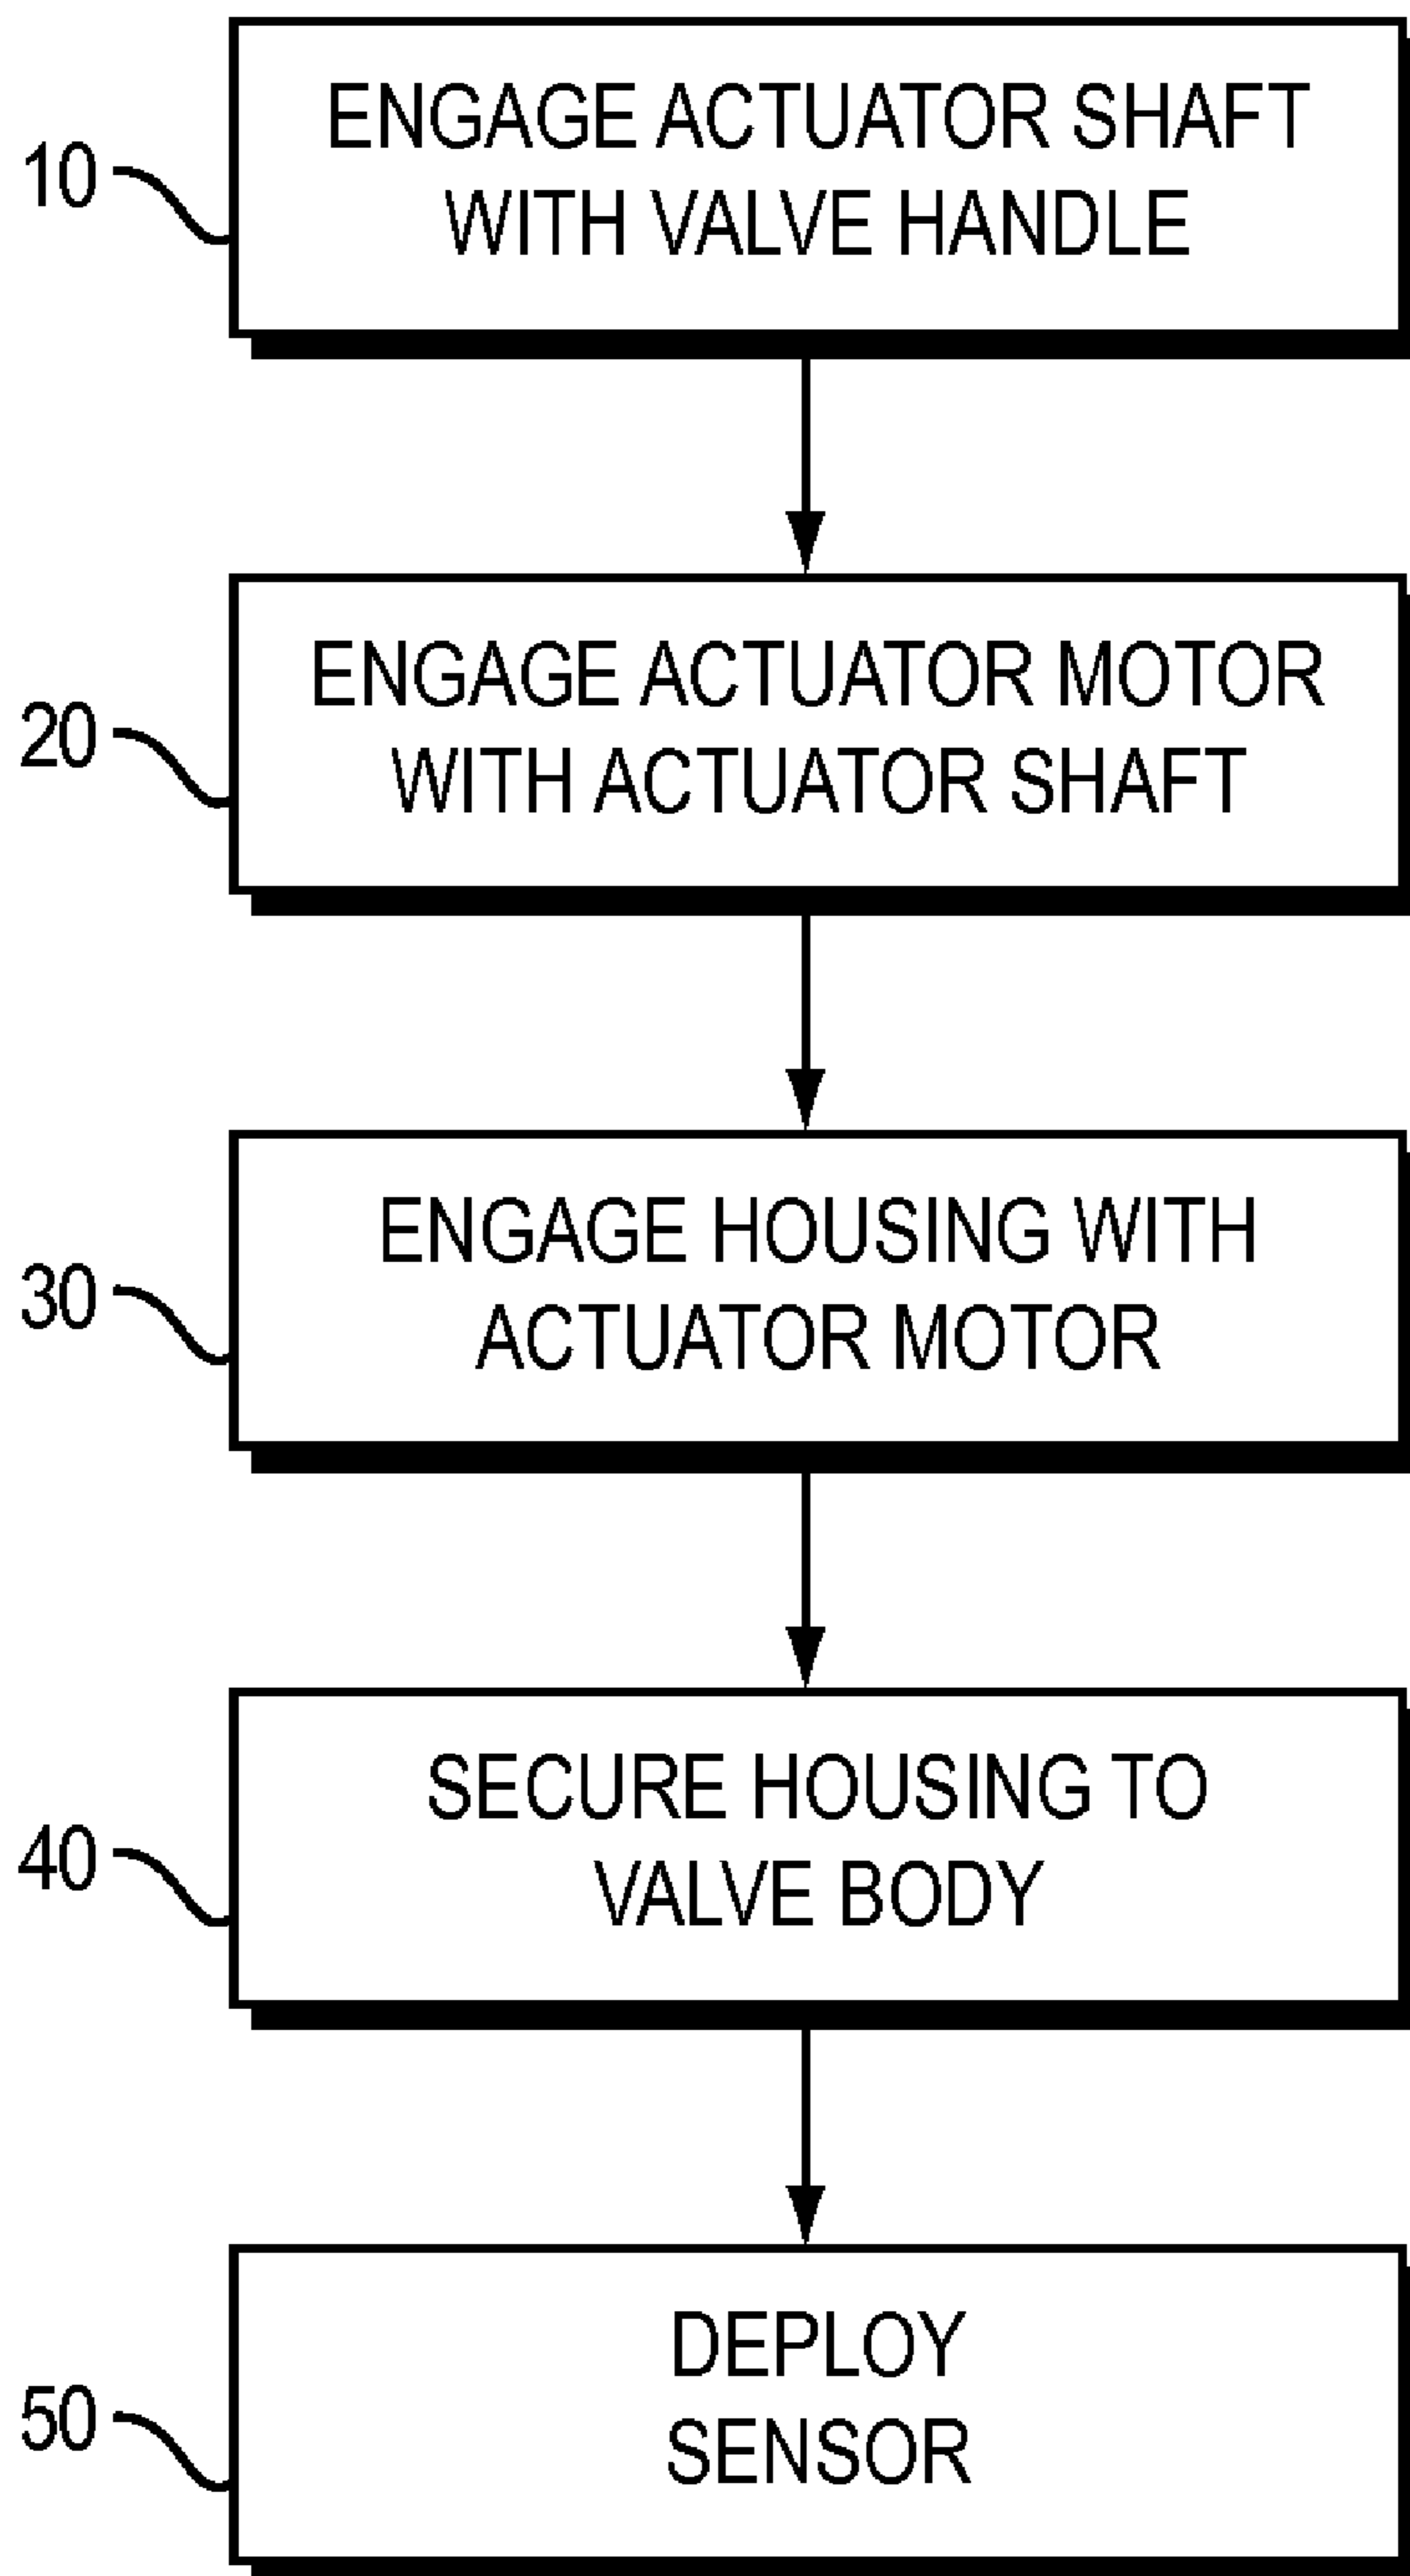 10
ENGAGE ACTUATOR SHAFT
WITH VALVE HANDLE
20
ENGAGE ACTUATOR MOTOR
WITH ACTUATOR SHAFT
30
ENGAGE HOUSING WITH
ACTUATOR MOTOR
40
SECURE HOUSING TO
VALVE BODY
50
DEPLOY
SENSOR